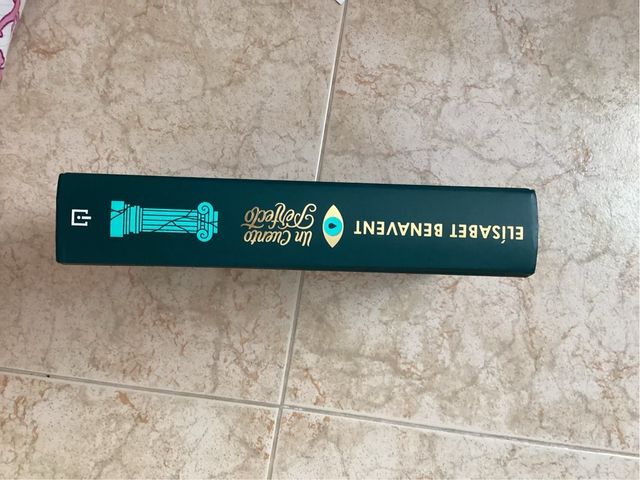 ELÍSABET BENAVENT
Un Cuento
Perfecto